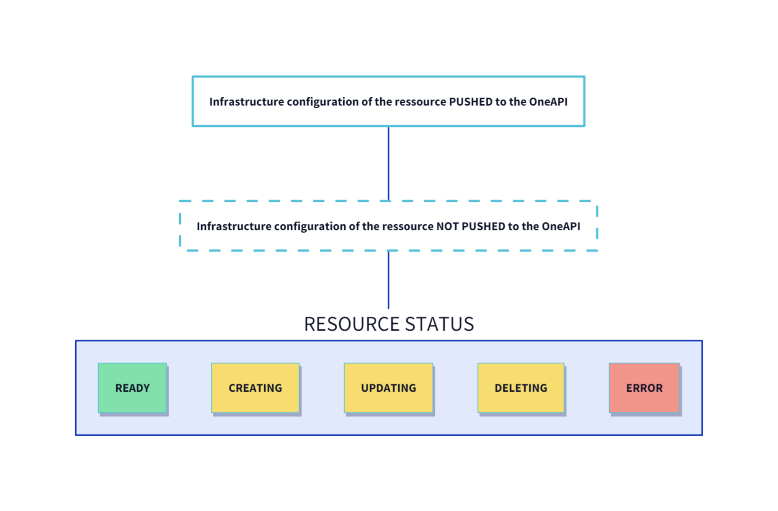 Infrastructure configuration of the ressource PUSHED to the OneAPI
Infrastructure configuration of the ressource NOT PUSHED to the OneAPI
RESOURCE STATUS
READY
CREATING
UPDATING
DELETING
ERROR